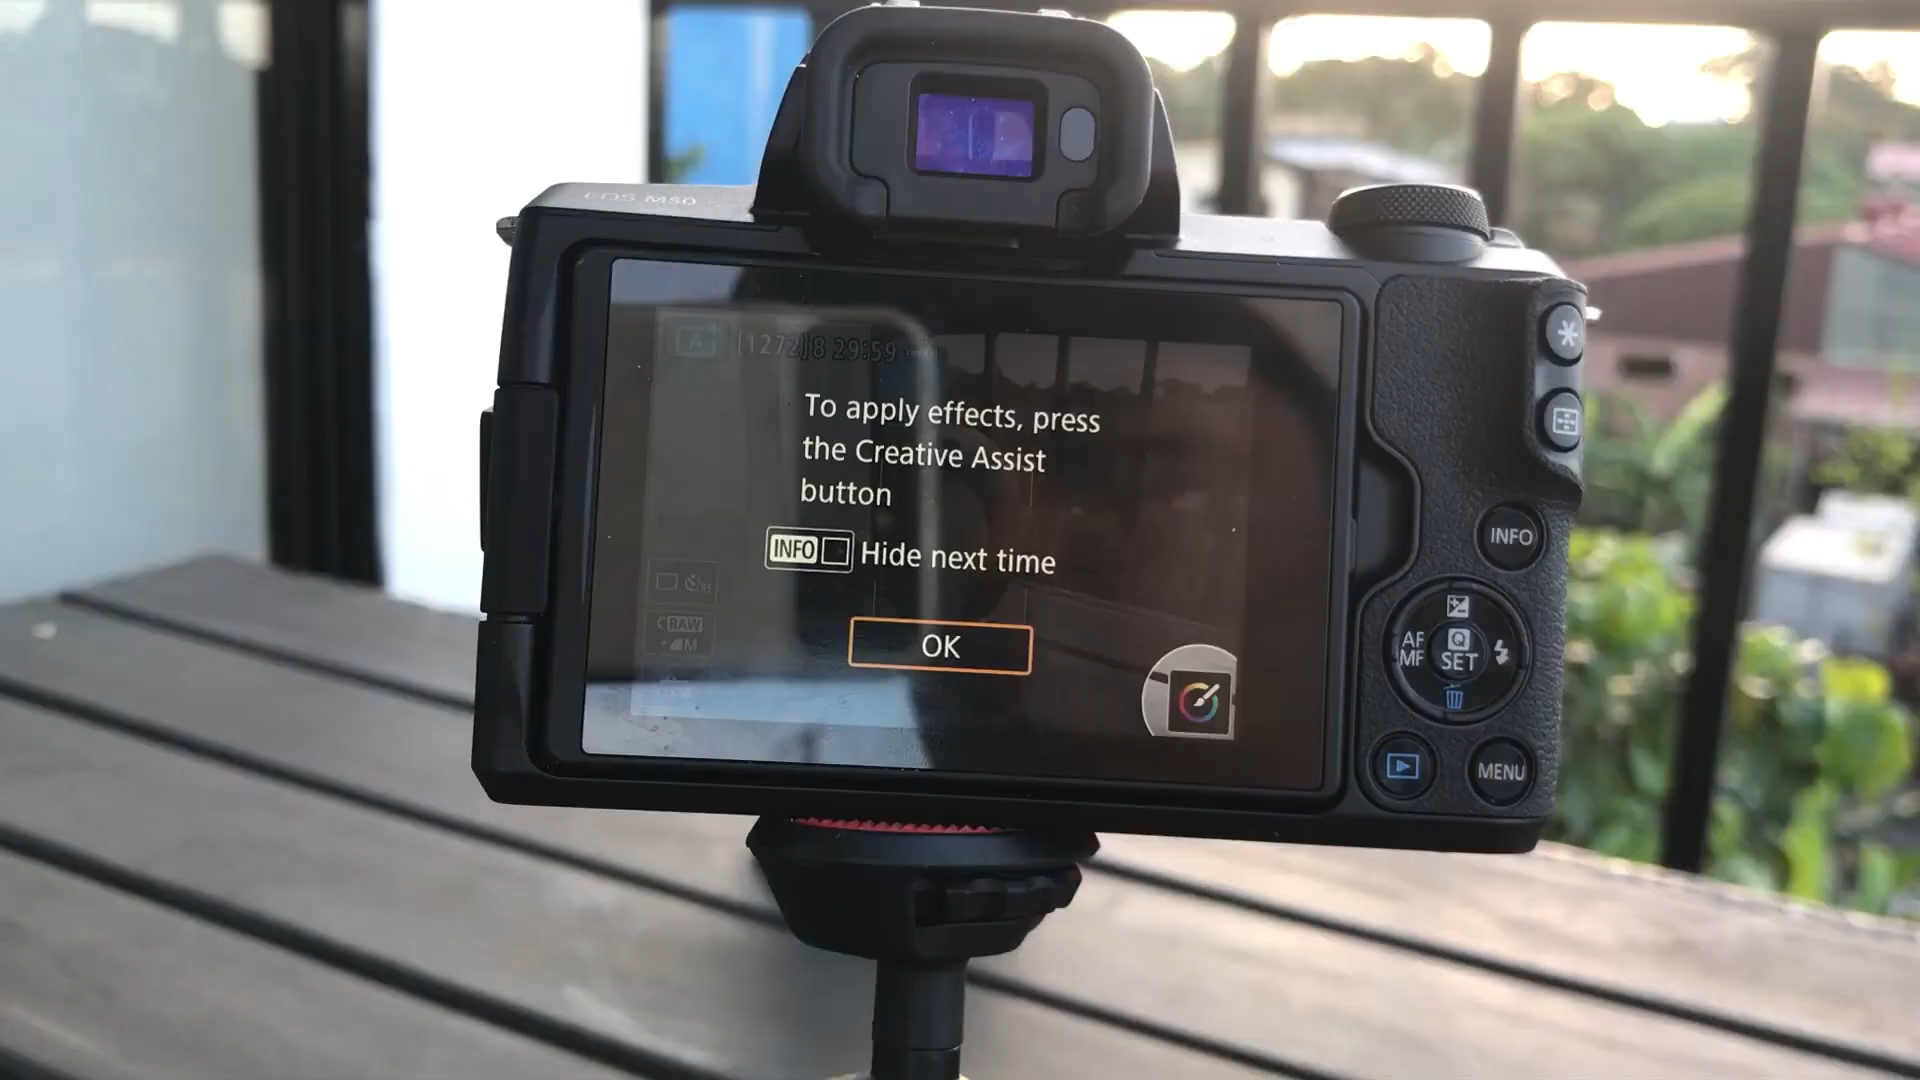 EOS M50
[1272]8 29:59
To apply effects, press
the Creative Assist
button
INFO Hide next time
RAW
M
OK
INFO
AF
MF
Q
SET
MENU